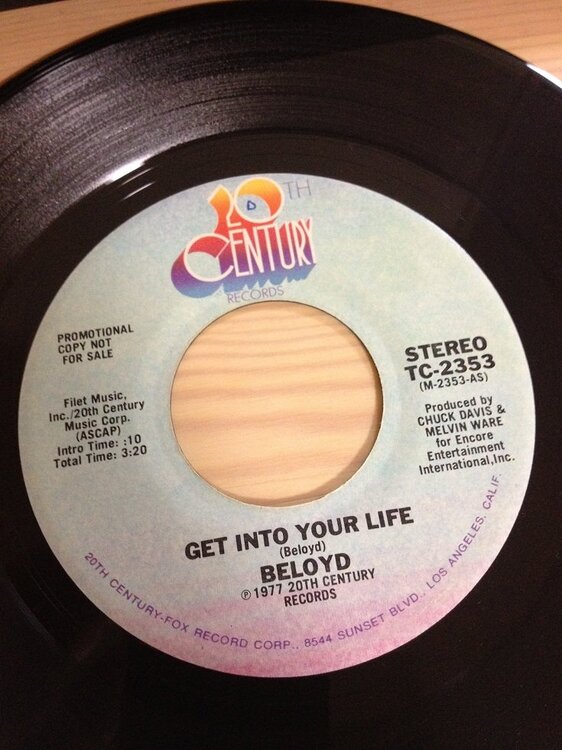 20TH
CENTURY
RECORDS
D
PROMOTIONAL
COPY NOT
FOR SALE
Filet Music,
Inc./20th Century
Music Corp.
(ASCAP)
Intro Time: :10
Total Time: 3:20
STEREO
TC-2353
(M-2353-AS)
Produced by
CHUCK DAVIS &
MELVIN WARE
for Encore
Entertainment
International,Inc.
GET INTO YOUR LIFE
(Beloyd)
BELOYD
℗ 1977 20TH CENTURY
RECORDS
20TH CENTURY-FOX RECORD CORP., 8544 SUNSET BLVD., LOS ANGELES, CALIF.